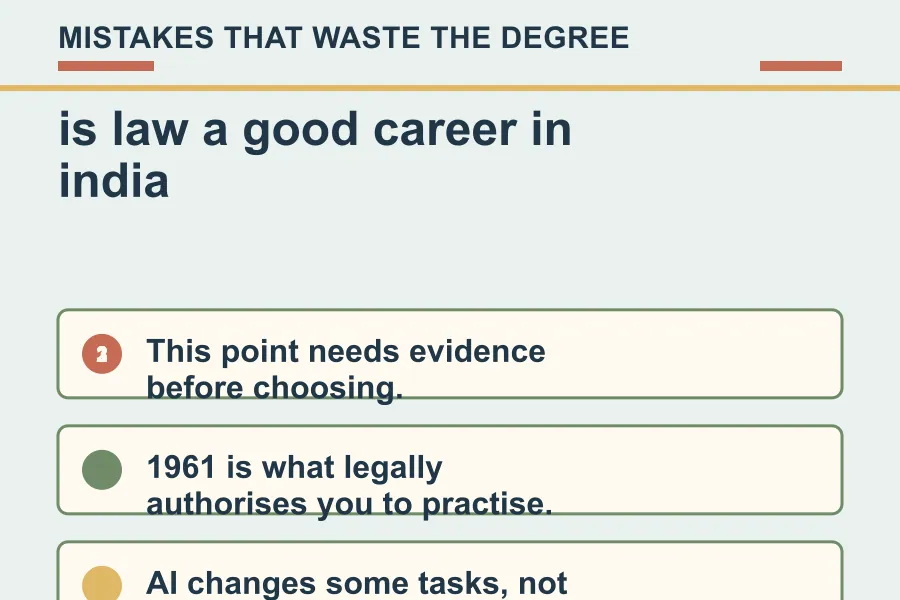 MISTAKES THAT WASTE THE DEGREE
is law a good career in
india
This point needs evidence
before choosing.
1961 is what legally
authorises you to practise.
AI changes some tasks, not